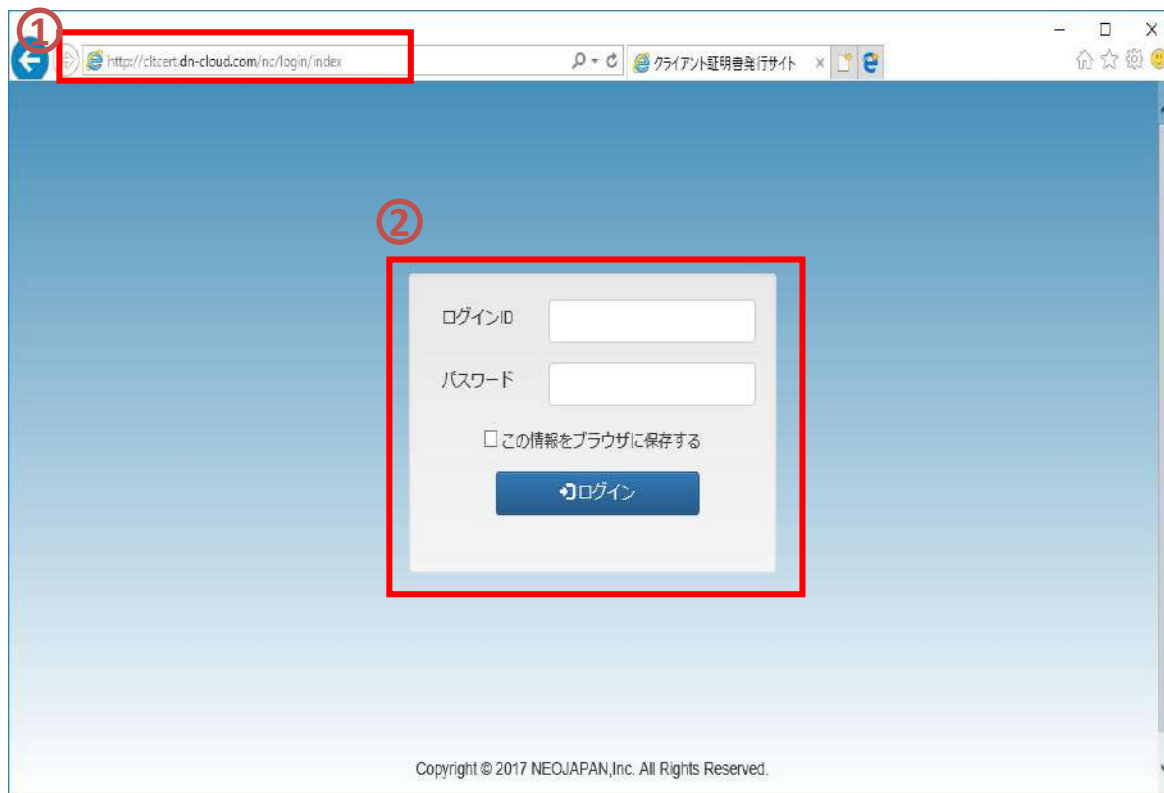 ①
http://cltcert.dn-cloud.com/nc/login/index
クライアント証明書発行サイト
②
ログインID
パスワード
この情報をブラウザに保存する
ログイン
Copyright © 2017 NEOJAPAN,Inc. All Rights Reserved.